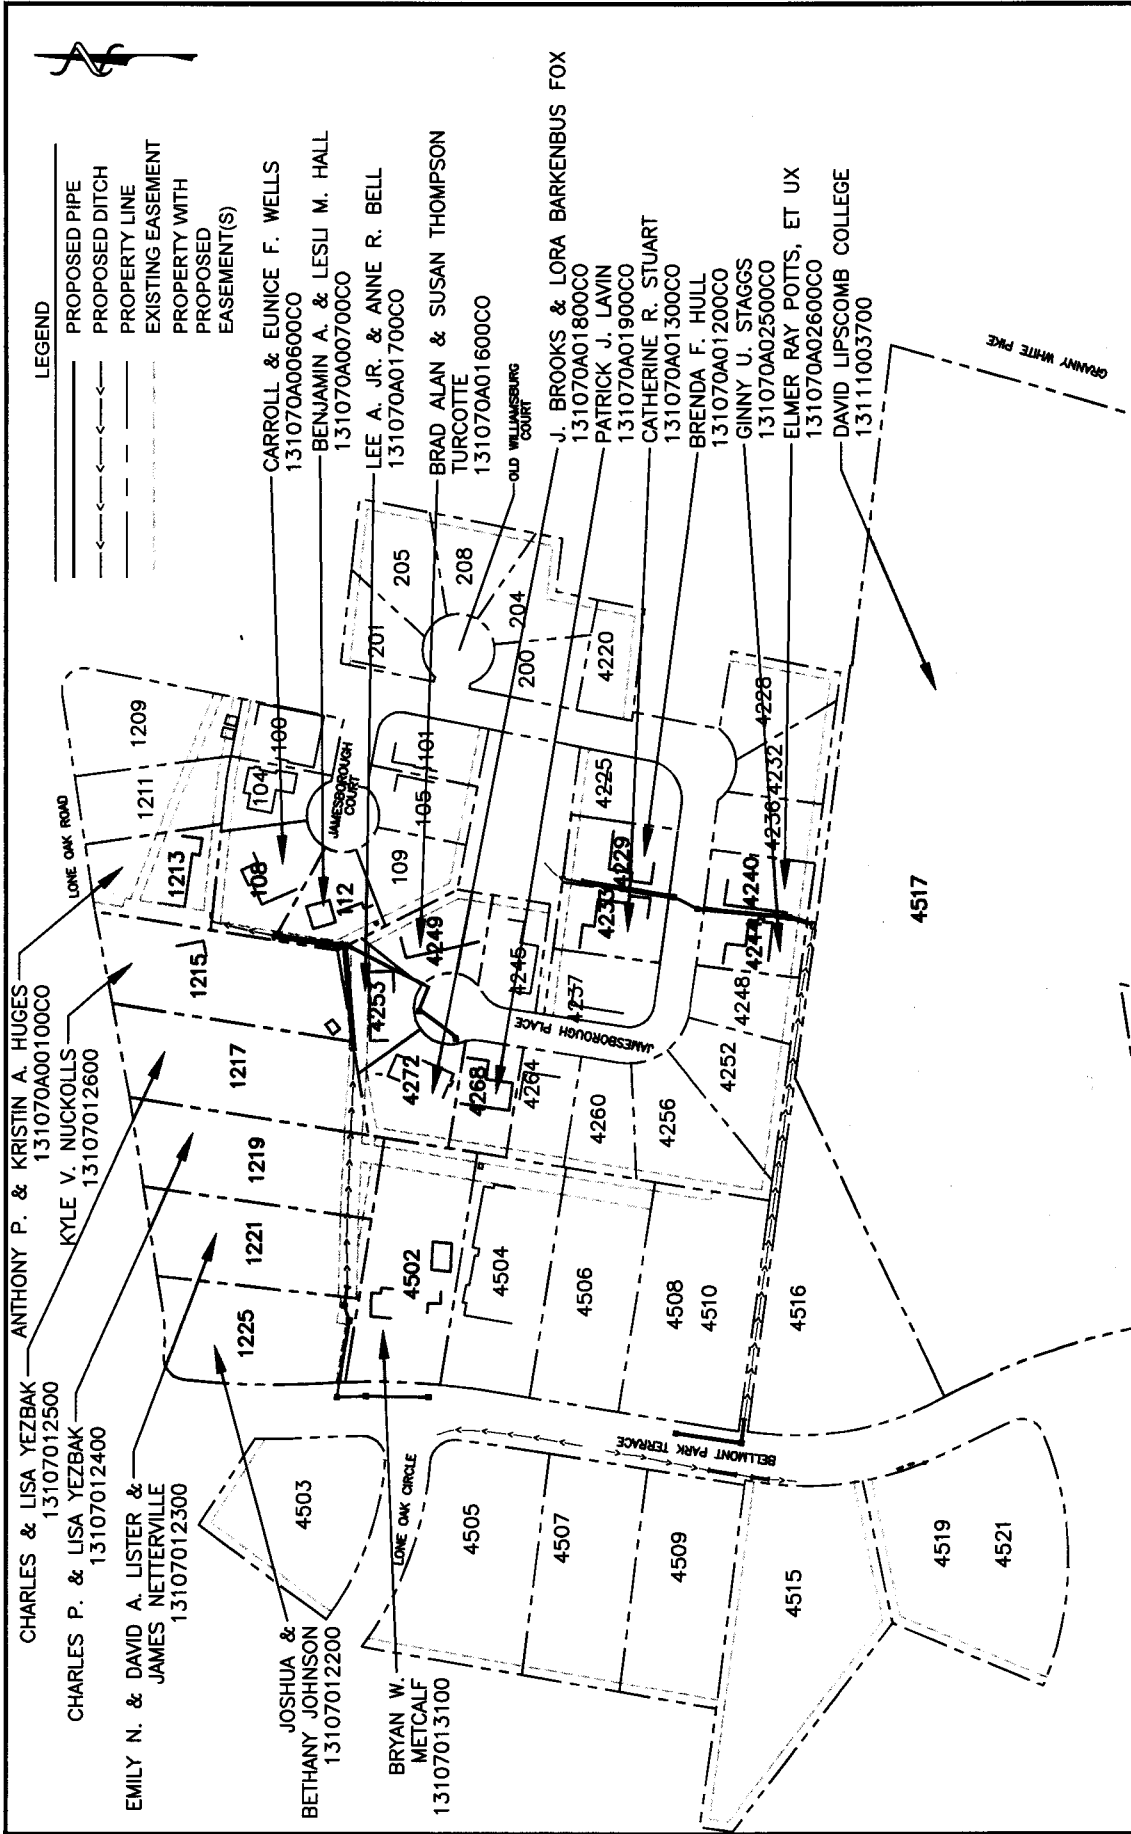 LEGEND
PROPOSED PIPE
PROPOSED DITCH
PROPERTY LINE
EXISTING EASEMENT
PROPERTY WITH
PROPOSED
EASEMENT(S)
N
CHARLES & LISA YEZBAK
13107012500
CHARLES P. & LISA YEZBAK
13107012400
EMILY N. & DAVID A. LISTER &
JAMES NETTERVILLE
13107012300
JOSHUA &
BETHANY JOHNSON
13107012200
BRYAN W.
METCALF
13107013100
ANTHONY P. & KRISTIN A. HUGES
131070A00100CO
KYLE V. NUCKOLLS
13107012600
CARROLL & EUNICE F. WELLS
131070A00600CO
BENJAMIN A. & LESLI M. HALL
131070A00700CO
LEE A. JR. & ANNE R. BELL
131070A01700CO
BRAD ALAN & SUSAN THOMPSON
TURCOTTE
131070A01600CO
OLD WILLIAMSBURG
COURT
J. BROOKS & LORA BARKENBUS FOX
131070A01800CO
PATRICK J. LAVIN
131070A01900CO
CATHERINE R. STUART
131070A01300CO
BRENDA F. HULL
131070A01200CO
GINNY U. STAGGS
131070A02500CO
ELMER RAY POTTS, ET UX
131070A02600CO
DAVID LIPSCOMB COLLEGE
13111003700
GRANNY WHITE PIKE
LONE OAK ROAD
1209
1211
1213
1215
1217
1219
1221
1225
100
104
108
112
JAMESBOROUGH
COURT
101
105
109
201
205
208
204
200
4220
4225
4229
4233
4237
4245
4249
4253
4272
4268
4264
4260
4256
4252
4248
4244
4240
4236
4232
4228
JAMESBOROUGH PLACE
4502
4504
4506
4508
4510
4516
4517
BELLMONT PARK TERRACE
LONE OAK CIRCLE
4503
4505
4507
4509
4515
4519
4521